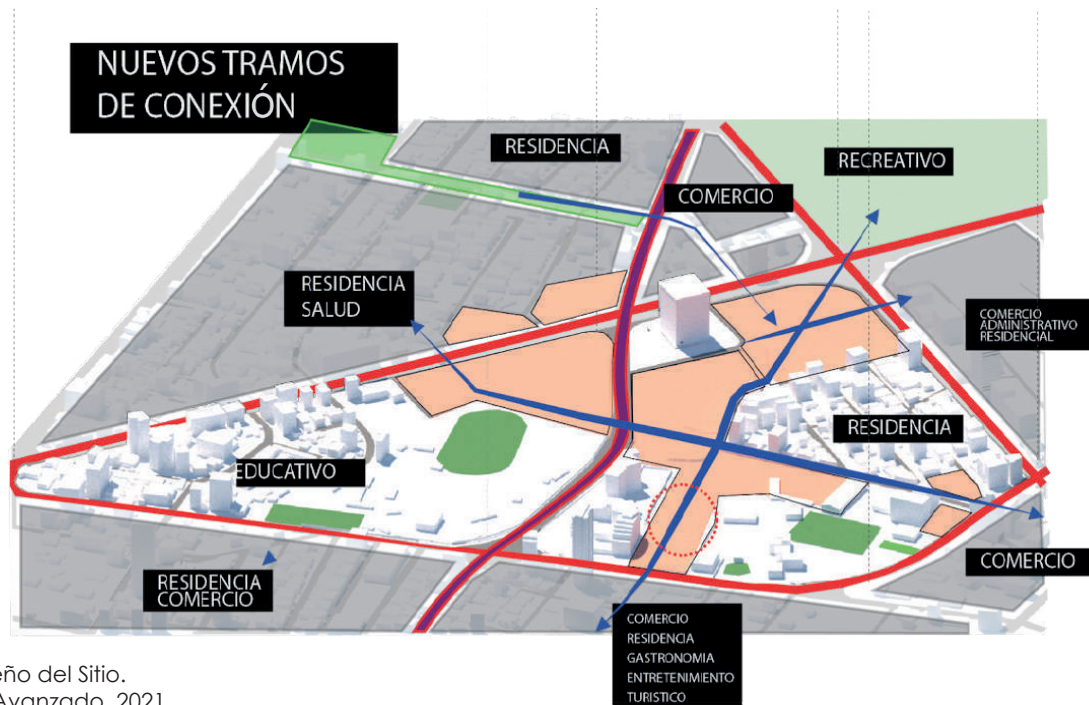 NUEVOS TRAMOS
DE CONEXIÓN
RESIDENCIA
RECREATIVO
COMERCIO
RESIDENCIA
SALUD
COMERCIO
ADMINISTRATIVO
RESIDENCIAL
RESIDENCIA
EDUCATIVO
COMERCIO
RESIDENCIA
COMERCIO
COMERCIO
RESIDENCIA
GASTRONOMIA
ENTRETENIMIENTO
TURISTICO
eño del Sitio.
Avanzado, 2021